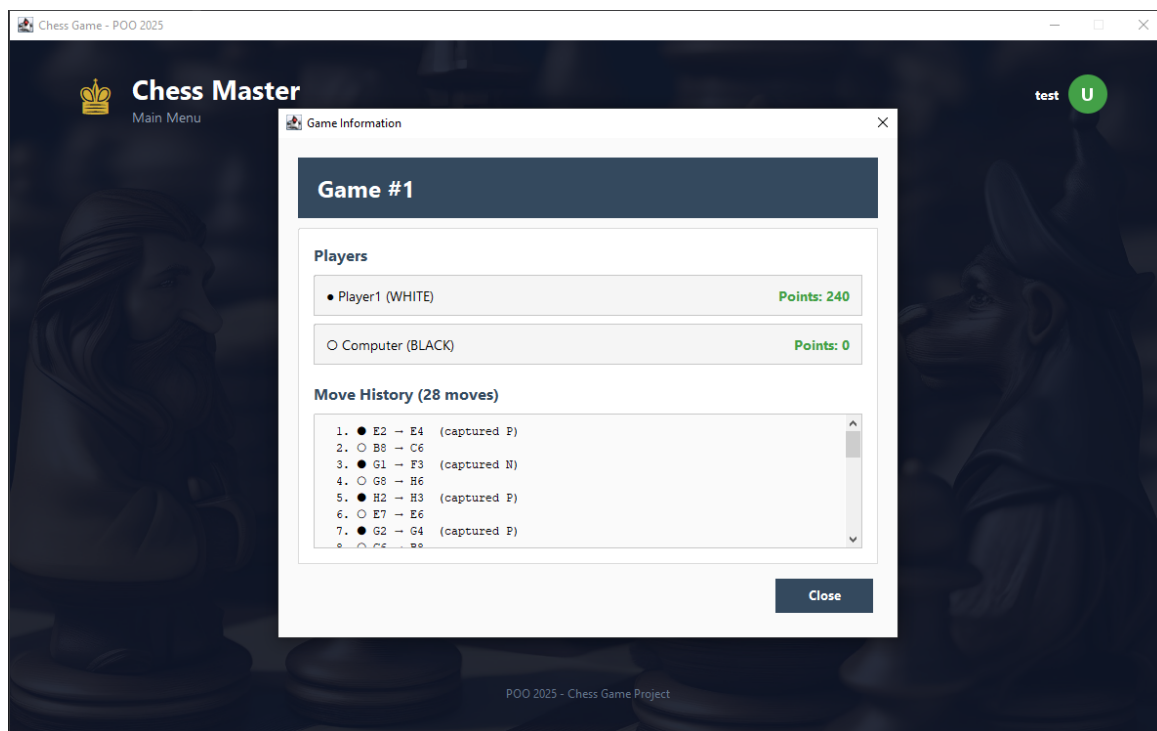 Chess Game - POO 2025
Chess Master
Main Menu
test U
Game Information
Game #1
Players
● Player1 (WHITE) Points: 240
○ Computer (BLACK) Points: 0
Move History (28 moves)
1. ● E2 → E4 (captured P)
2. ○ B8 → C6
3. ● G1 → F3 (captured N)
4. ○ G8 → H6
5. ● H2 → H3 (captured P)
6. ○ E7 → E6
7. ● G2 → G4 (captured P)
Close
POO 2025 - Chess Game Project